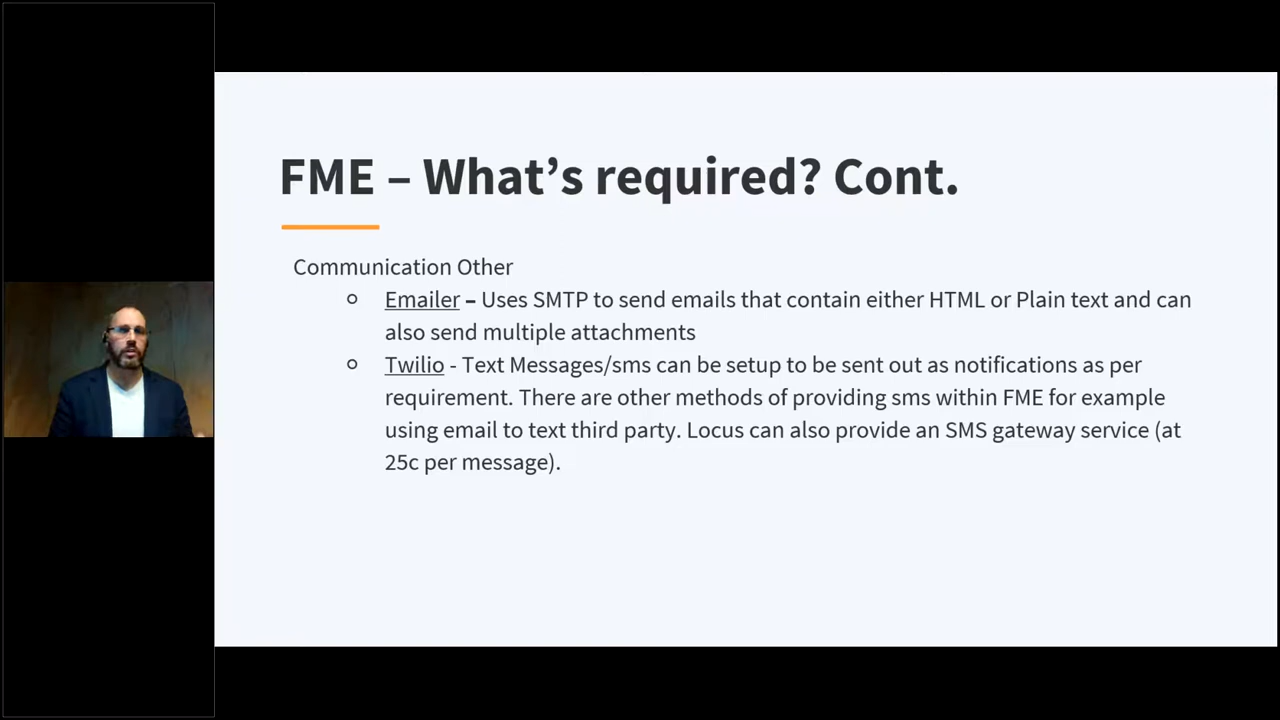 FME – What's required? Cont.
Communication Other
Emailer – Uses SMTP to send emails that contain either HTML or Plain text and can
also send multiple attachments
Twilio - Text Messages/sms can be setup to be sent out as notifications as per
requirement. There are other methods of providing sms within FME for example
using email to text third party. Locus can also provide an SMS gateway service (at
25c per message).